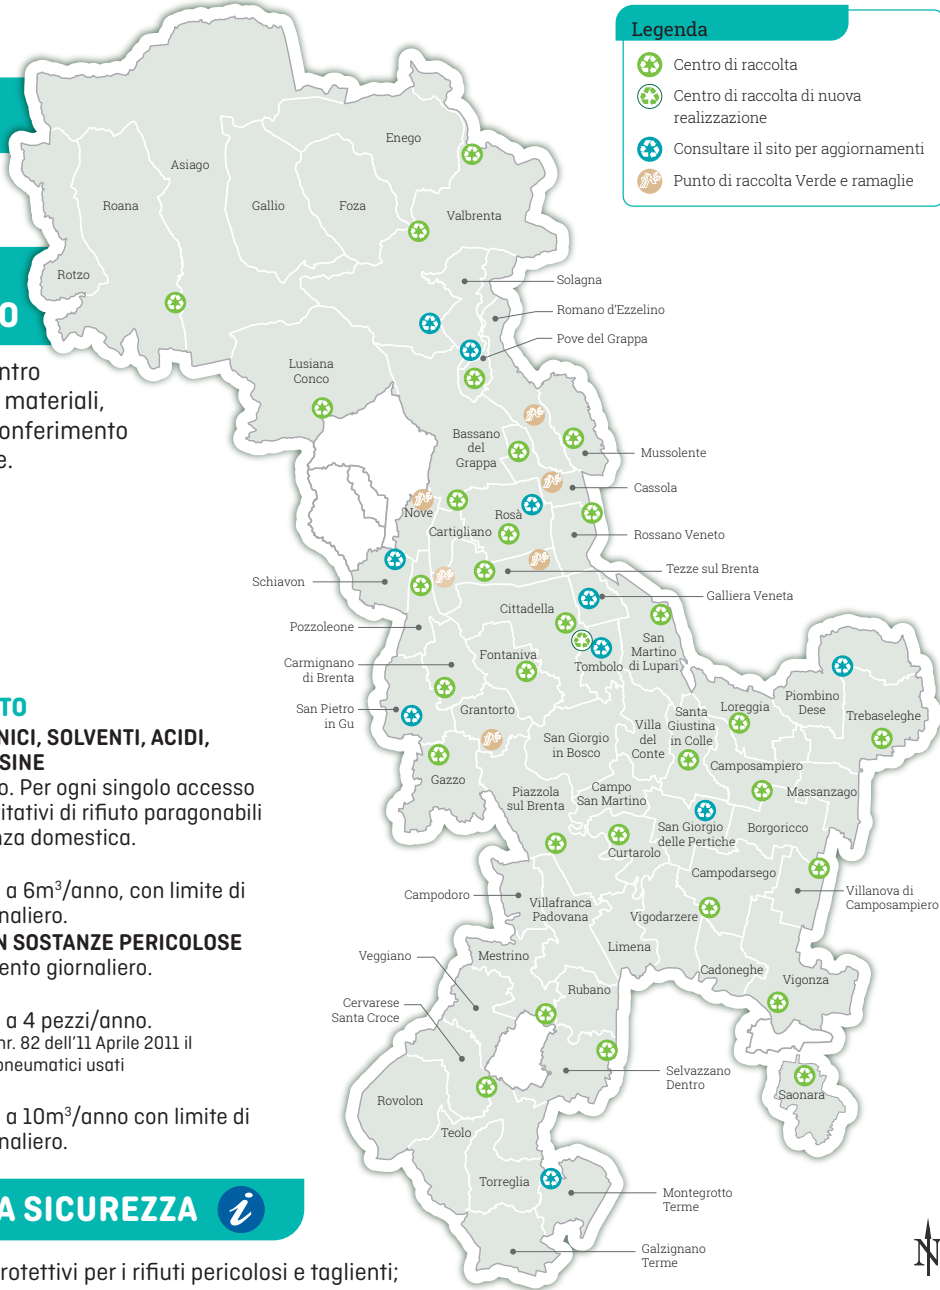 Legenda
Centro di raccolta
Centro di raccolta di nuova
realizzazione
Consultare il sito per aggiornamenti
Punto di raccolta Verde e ramaglie
O
ntro
materiali,
onferimento
e.
TO
NICI, SOLVENTI, ACIDI,
SINE
o. Per ogni singolo accesso
itativi di rifiuto paragonabili
nza domestica.
a 6m³/anno, con limite di
naliero.
N SOSTANZE PERICOLOSE
ento giornaliero.
a 4 pezzi/anno.
nr. 82 dell'11 Aprile 2011 il
pneumatici usati
a 10m³/anno con limite di
naliero.
A SICUREZZA i
rotettivi per i rifiuti pericolosi e taglienti;
Enego
Asiago
Roana
Gallio
Foza
Valbrenta
Rotzo
Solagna
Romano d'Ezzelino
Pove del Grappa
Lusiana
Conco
Bassano
del
Grappa
Mussolente
Cassola
Nove
Rosà
Cartigliano
Rossano Veneto
Tezze sul Brenta
Schiavon
Galliera Veneta
Cittadella
Pozzoleone
San
Martino
di Lupari
Tombolo
Fontaniva
Carmignano
di Brenta
San Pietro
in Gu
Grantorto
Piombino
Dese
Loreggia
Trebaseleghe
Santa
Giustina
in Colle
Villa
del
Conte
San Giorgio
in Bosco
Camposampiero
Gazzo
Piazzola
sul Brenta
Campo
San Martino
Massanzago
San Giorgio
delle Pertiche
Borgoricco
Curtarolo
Campodarsego
Campodoro
Villafranca
Padovana
Vigodarzere
Villanova di
Camposampiero
Limena
Veggiano
Mestrino
Cadoneghe
Vigonza
Rubano
Cervarese
Santa Croce
Selvazzano
Dentro
Saonara
Rovolon
Teolo
Torreglia
Montegrotto
Terme
Galzignano
Terme
N